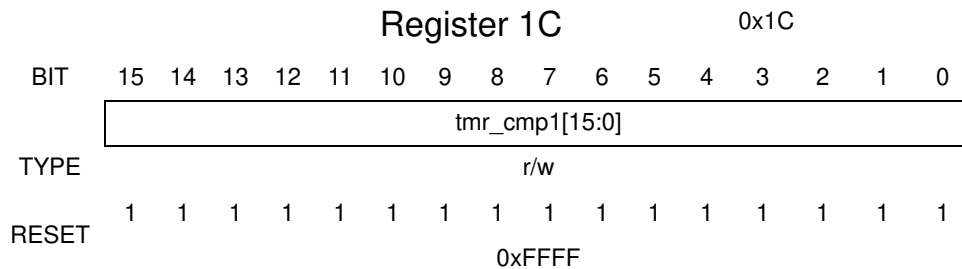 Register 1C 0x1C
BIT 15 14 13 12 11 10 9 8 7 6 5 4 3 2 1 0
tmr_cmp1[15:0]
TYPE r/w
RESET 1 1 1 1 1 1 1 1 1 1 1 1 1 1 1 1
0xFFFF